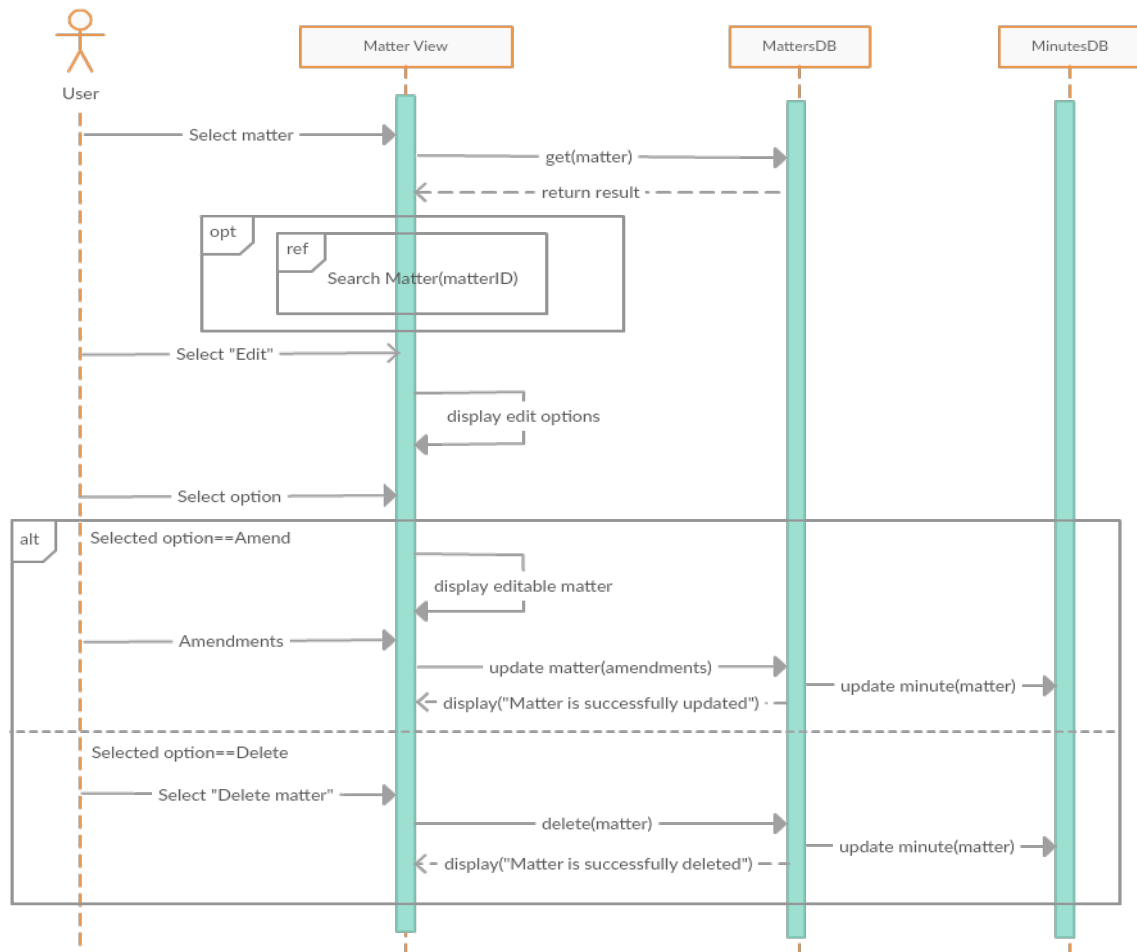 User
Matter View
MattersDB
MinutesDB
Select matter
get(matter)
return result
opt
ref
Search Matter(matterID)
Select "Edit"
display edit options
Select option
alt
Selected option==Amend
display editable matter
Amendments
update matter(amendments)
update minute(matter)
display("Matter is successfully updated")
Selected option==Delete
Select "Delete matter"
delete(matter)
update minute(matter)
display("Matter is successfully deleted")